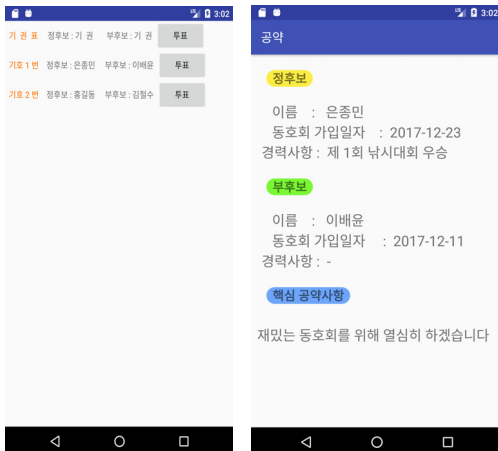 3:02
기 권 표 정후보 : 기 권 부후보 : 기 권 투표
기호 1 번 정후보 : 은종민 부후보 : 이배윤 투표
기호 2 번 정후보 : 홍길동 부후보 : 김철수 투표
3:02
공약
정후보
이름 : 은종민
동호회 가입일자 : 2017-12-23
경력사항 : 제 1회 낚시대회 우승
부후보
이름 : 이배윤
동호회 가입일자 : 2017-12-11
경력사항 : -
핵심 공약사항
재밌는 동호회를 위해 열심히 하겠습니다